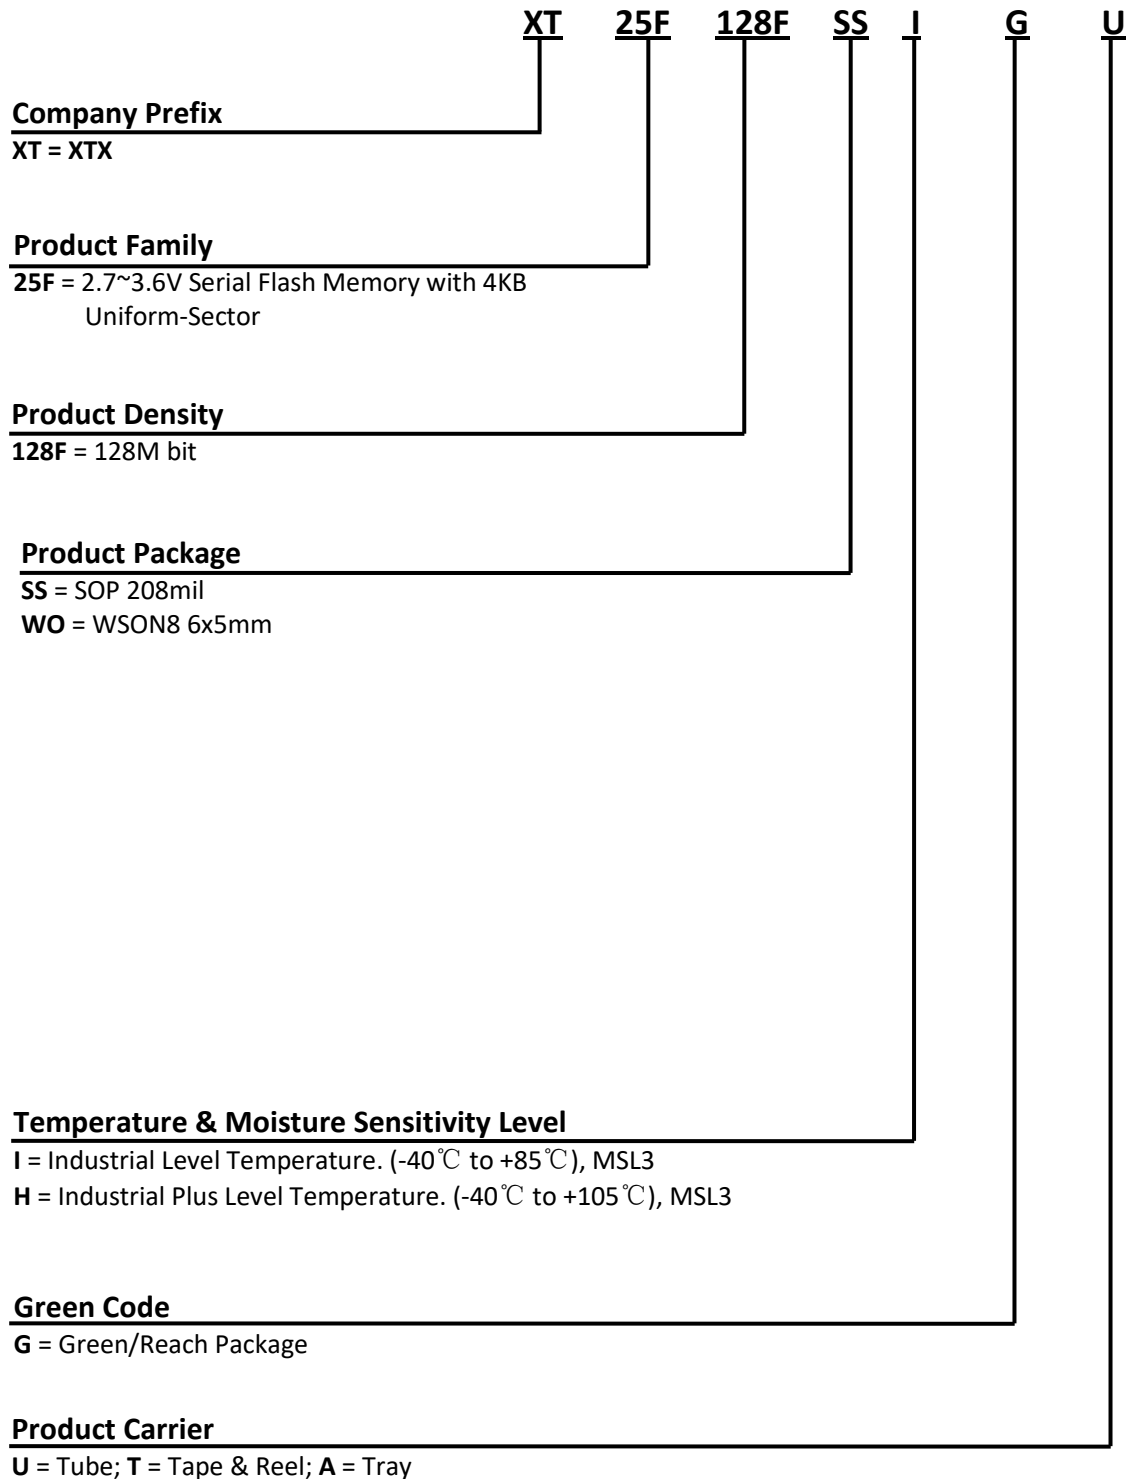 XT 25F 128F SS I G U
Company Prefix
XT = XTX
Product Family
25F = 2.7~3.6V Serial Flash Memory with 4KB
Uniform-Sector
Product Density
128F = 128M bit
Product Package
SS = SOP 208mil
WO = WSON8 6x5mm
Temperature & Moisture Sensitivity Level
I = Industrial Level Temperature. (-40℃ to +85℃), MSL3
H = Industrial Plus Level Temperature. (-40℃ to +105℃), MSL3
Green Code
G = Green/Reach Package
Product Carrier
U = Tube; T = Tape & Reel; A = Tray